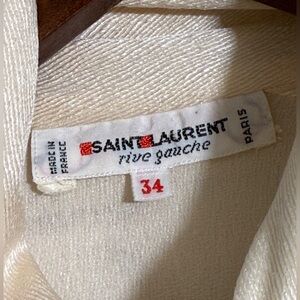 MADE IN
FRANCE
SAINT LAURENT
rive gauche
PARIS
34